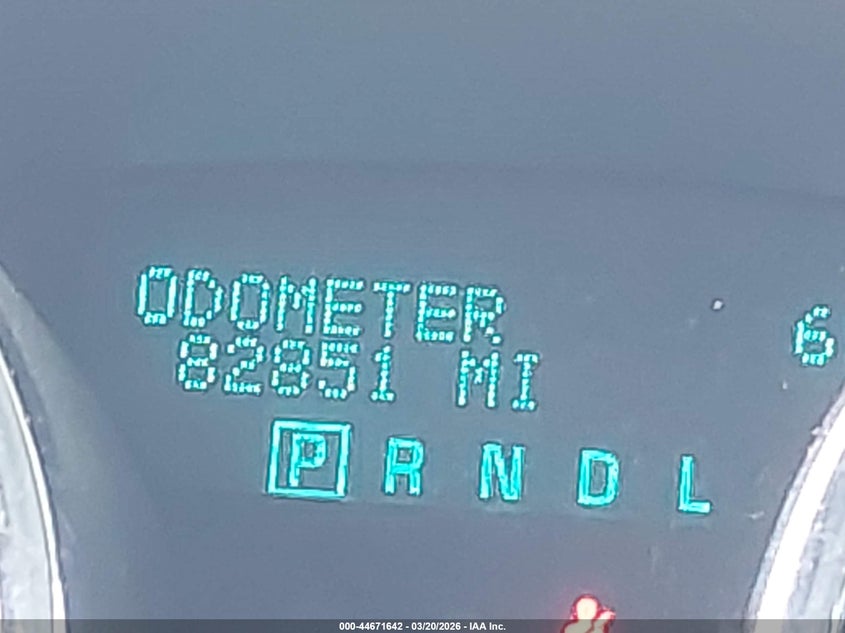 ODOMETER
6
82851 MI
P R N D L
000-44671642 - 03/20/2026 - IAA Inc.